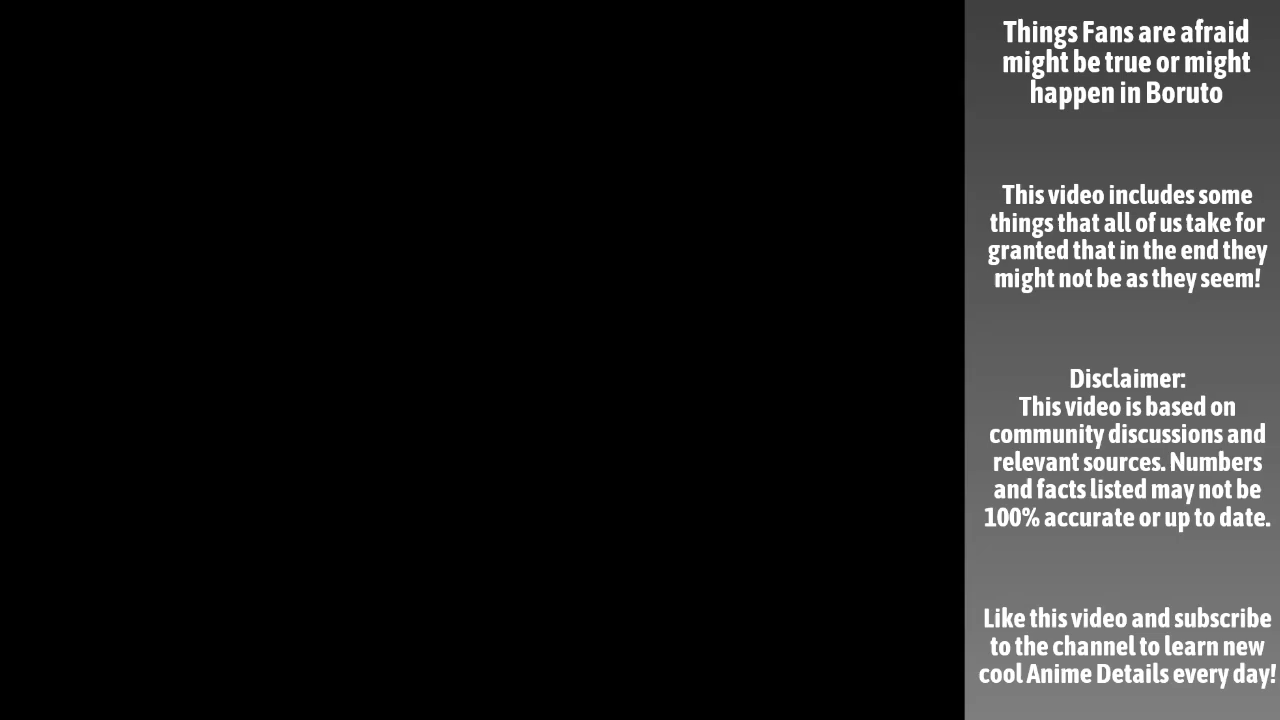 Things Fans are afraid
might be true or might
happen in Boruto
This video includes some
things that all of us take for
granted that in the end they
might not be as they seem!
Disclaimer:
This video is based on
community discussions and
relevant sources. Numbers
and facts listed may not be
100% accurate or up to date.
Like this video and subscribe
to the channel to learn new
cool Anime Details every day!